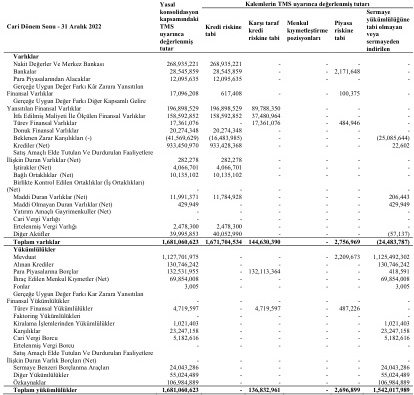 Kalemlerin TMS uyarınca değerlenmiş tutarı
Cari Dönem Sonu - 31 Aralık 2022 | Yasal konsolidasyon kapsamındaki TMS uyarınca değerlenmiş tutar | Kredi riskine tabi | Karşı taraf kredi riskine tabi | Menkul kıymetleştirme pozisyonları | Piyasa riskine tabi | Sermaye yükümlülüğüne tabi olmayan veya sermayeden indirilen
Varlıklar
Nakit Değerler Ve Merkez Bankası 268,935,221 268,935,221 - - - -
Bankalar 28,545,859 28,545,859 - - 2,171,648 -
Para Piyasalarından Alacaklar 12,095,635 12,095,635 - - - -
Gerçeğe Uygun Değer Farkı Kâr Zarara Yansıtılan
Finansal Varlıklar 17,096,208 617,408 - - 100,375 -
Gerçeğe Uygun Değer Farkı Diğer Kapsamlı Gelire
Yansıtılan Finansal Varlıklar 196,898,529 196,898,529 89,788,350 - - -
İtfa Edilmiş Maliyeti İle Ölçülen Finansal Varlıklar 158,592,852 158,592,852 37,480,964 - - -
Türev Finansal Varlıklar 17,361,076 - 17,361,076 - 484,946 -
Donuk Finansal Varlıklar 20,274,348 20,274,348 - - - -
Beklenen Zarar Karşılıkları (-) (41,569,629) (16,483,985) - - - (25,085,644)
Krediler (Net) 933,450,970 933,428,368 - - - 22,602
Satış Amaçlı Elde Tutulan Ve Durdurulan Faaliyetlere
İlişkin Duran Varlıklar (Net) 282,278 282,278 - - - -
İştirakler (Net) 4,066,701 4,066,701 - - - -
Bağlı Ortaklıklar (Net) 10,135,102 10,135,102 - - - -
Birlikte Kontrol Edilen Ortaklıklar (İş Ortaklıkları)
(Net) - - - - - -
Maddi Duran Varlıklar (Net) 11,991,371 11,784,928 - - - 206,443
Maddi Olmayan Duran Varlıklar (Net) 429,949 - - - - 429,949
Yatırım Amaçlı Gayrimenkuller (Net) - - - - - -
Cari Vergi Varlığı - - - - - -
Ertelenmiş Vergi Varlığı 2,478,300 2,478,300 - - - -
Diğer Aktifler 39,995,853 40,052,990 - - - (57,137)
Toplam varlıklar 1,681,060,623 1,671,704,534 144,630,390 - 2,756,969 (24,483,787)
Yükümlülükler
Mevduat 1,127,701,975 - - - 2,209,673 1,125,492,302
Alınan Krediler 130,746,242 - - - - 130,746,242
Para Piyasalarına Borçlar 132,531,955 - 132,113,364 - - 418,591
İhraç Edilen Menkul Kıymetler (Net) 69,854,008 - - - - 69,854,008
Fonlar 3,005 - - - - 3,005
Gerçeğe Uygun Değer Farkı Kar Zarara Yansıtılan
Finansal Yükümlülükler - - - - - -
Türev Finansal Yükümlülükler 4,719,597 - 4,719,597 - 487,226 -
Faktoring Yükümlülükleri - - - - - -
Kiralama İşlemlerinden Yükümlülükler 1,021,403 - - - - 1,021,403
Karşılıklar 23,247,158 - - - - 23,247,158
Cari Vergi Borcu 5,182,616 - - - - 5,182,616
Ertelenmiş Vergi Borcu - - - - - -
Satış Amaçlı Elde Tutulan Ve Durdurulan Faaliyetlere
İlişkin Duran Varlık Borçları (Net) - - - - - -
Sermaye Benzeri Borçlanma Araçları 24,043,286 - - - - 24,043,286
Diğer Yükümlülükler 55,024,489 - - - - 55,024,489
Özkaynaklar 106,984,889 - - - - 106,984,889
Toplam yükümlülükler 1,681,060,623 - 136,832,961 - 2,696,899 1,542,017,989